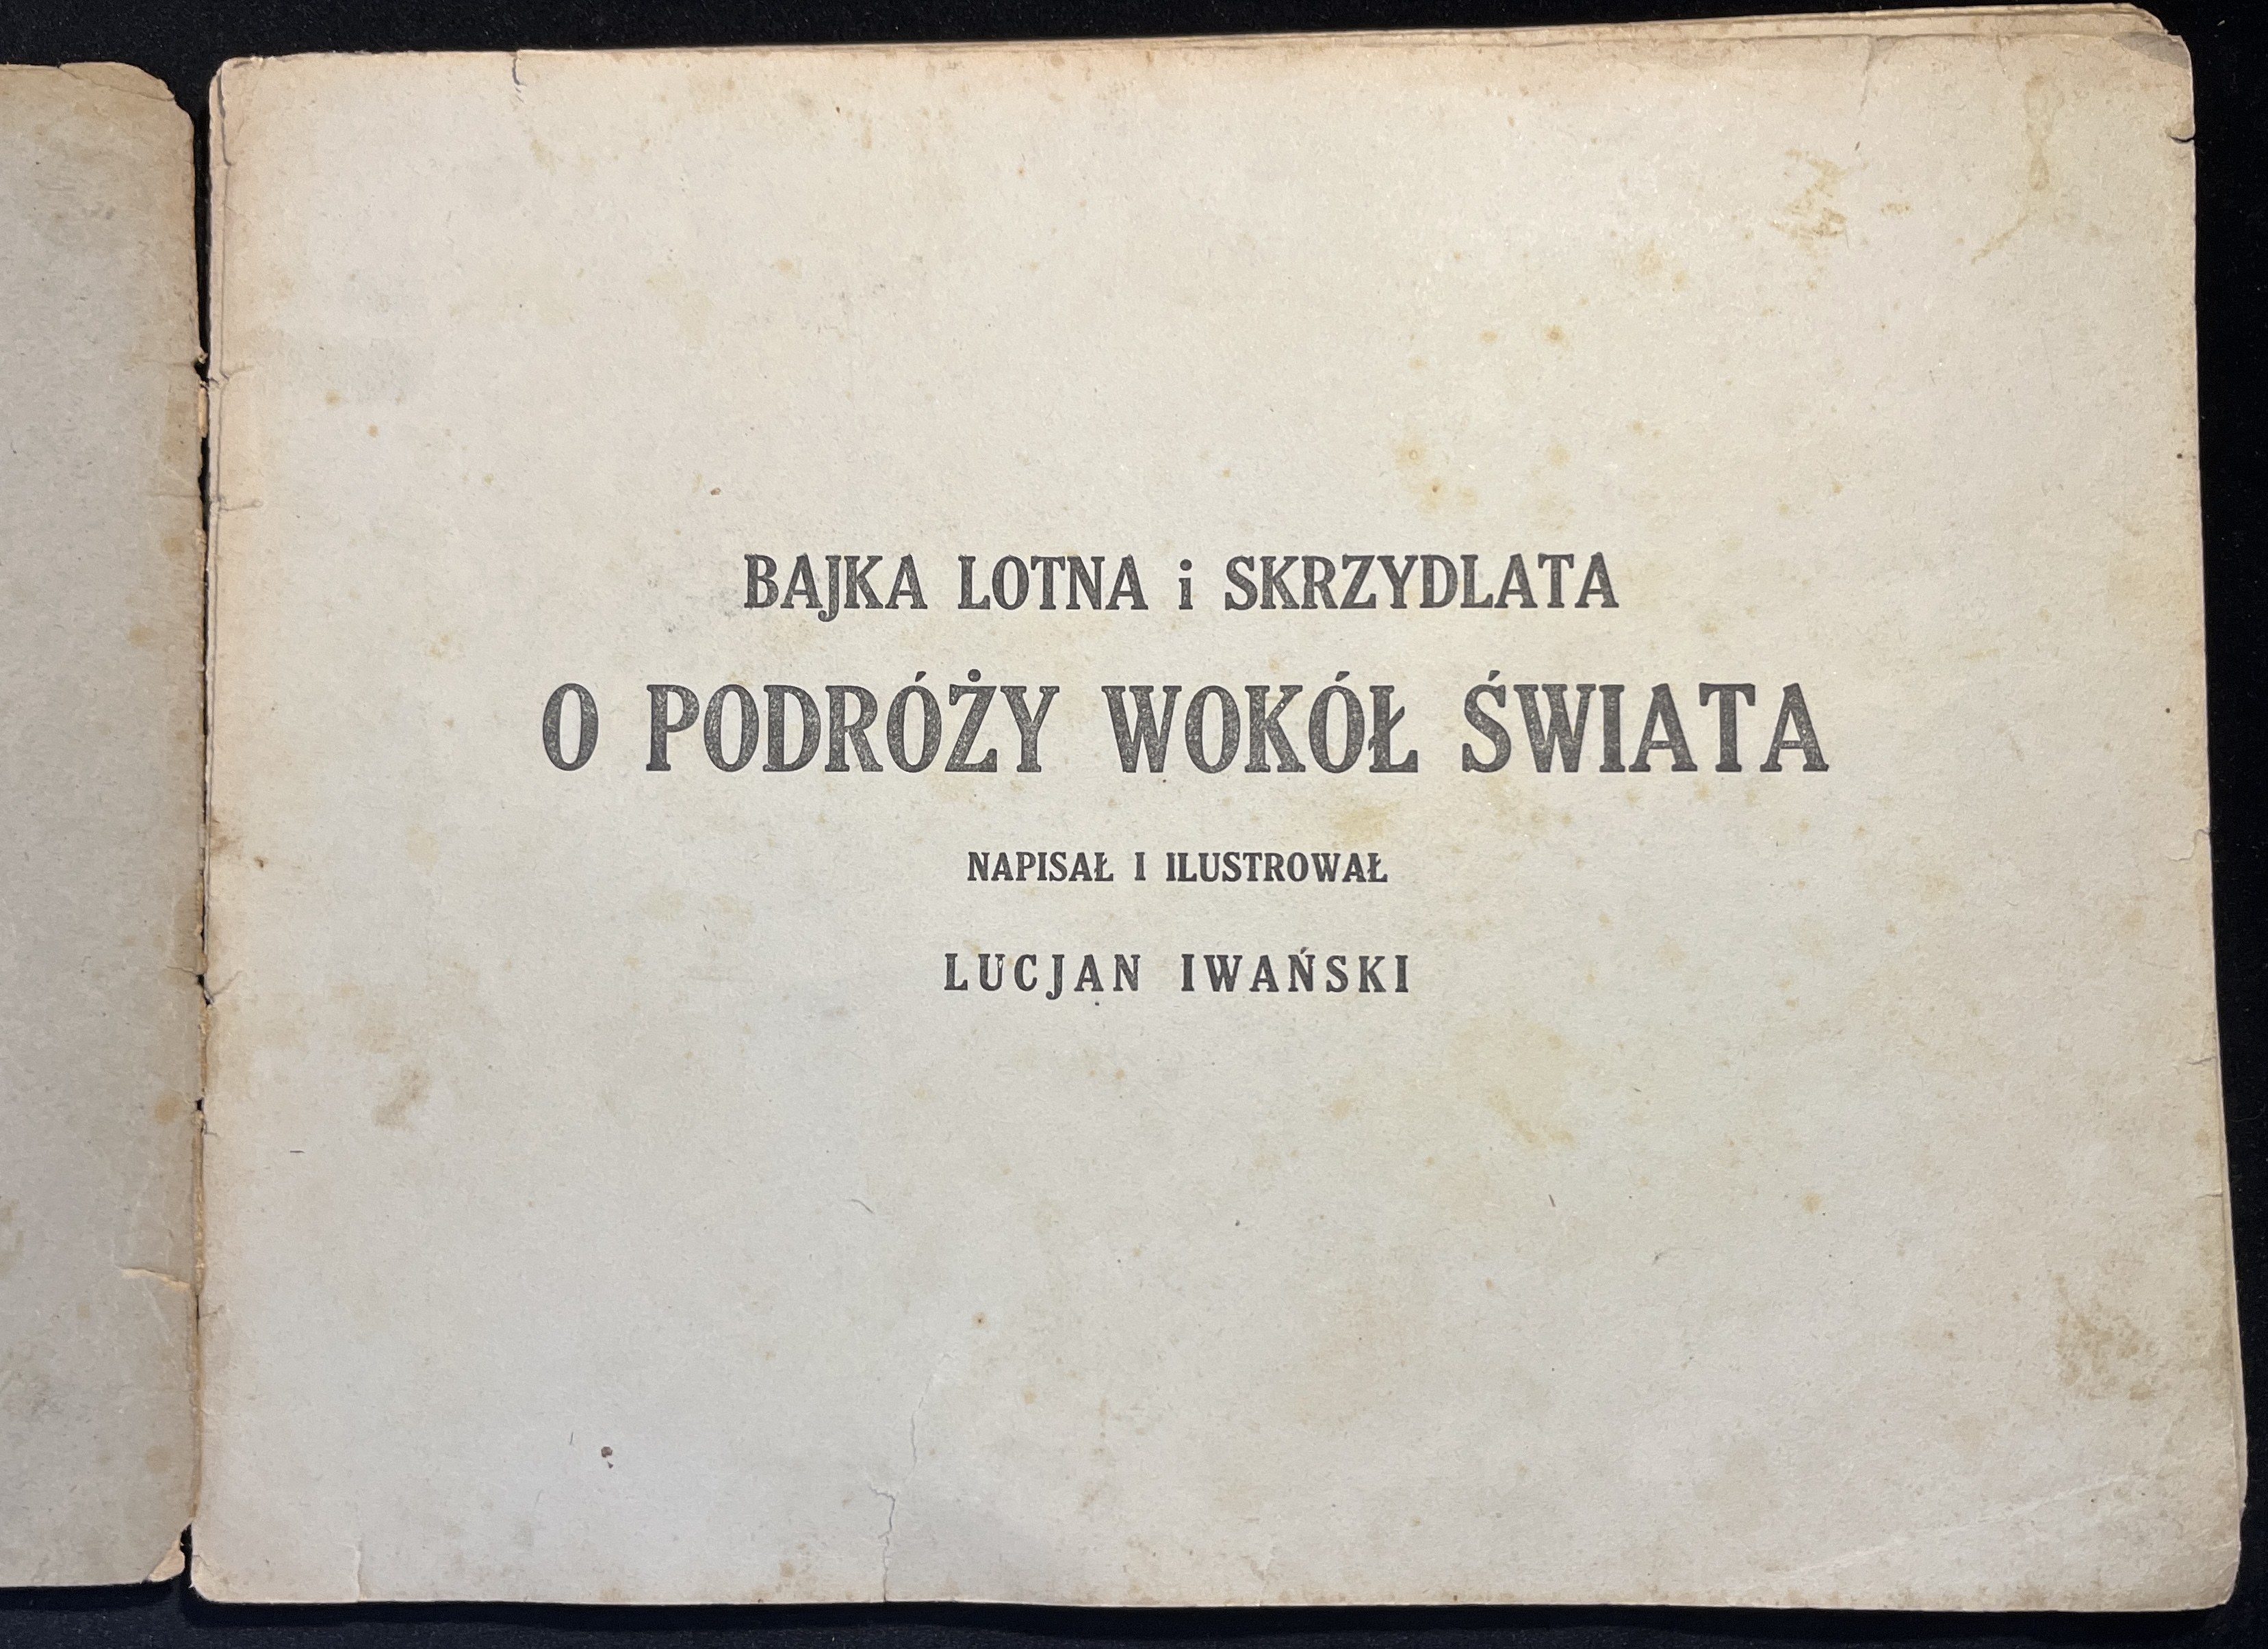 BAJKA LOTNA i SKRZYDLATA
O PODRÓŻY WOKÓŁ ŚWIATA
NAPISAŁ I ILUSTROWAŁ
LUCJAN IWAŃSKI